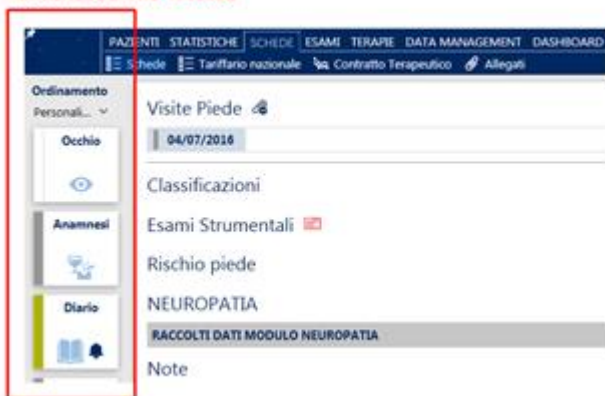 PAZIENTI STATISTICHE SCHEDE ESAMI TERAPIE DATA MANAGEMENT DASHBOARD
Schede Tariffario nazionale Contratto Terapeutico Allegati
Ordinamento
Personali...
Occhio
Anamnesi
Diario
Visite Piede
04/07/2016
Classificazioni
Esami Strumentali
Rischio piede
NEUROPATIA
RACCOLTI DATI MODULO NEUROPATIA
Note